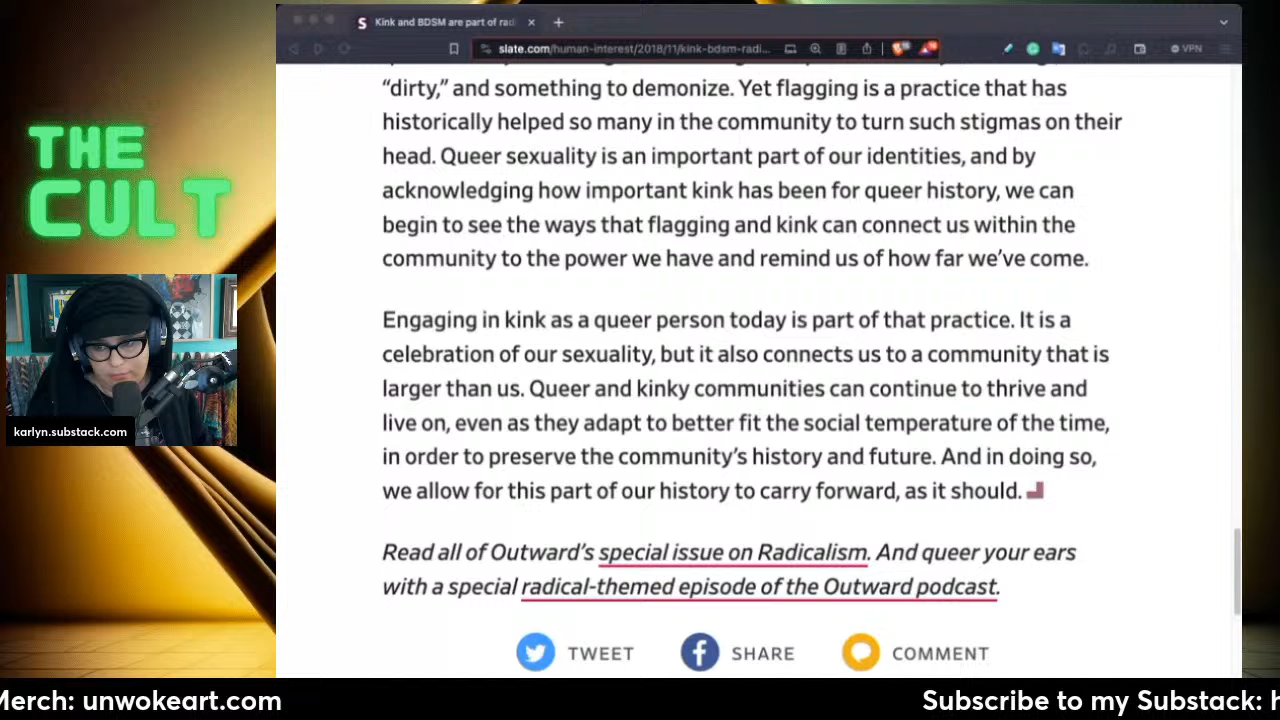 Kink and BDSM are part of radi
slate.com/human-interest/2018/11/kink-bdsm-radi...
VPN
"dirty," and something to demonize. Yet flagging is a practice that has
historically helped so many in the community to turn such stigmas on their
head. Queer sexuality is an important part of our identities, and by
acknowledging how important kink has been for queer history, we can
begin to see the ways that flagging and kink can connect us within the
community to the power we have and remind us of how far we've come.
Engaging in kink as a queer person today is part of that practice. It is a
celebration of our sexuality, but it also connects us to a community that is
larger than us. Queer and kinky communities can continue to thrive and
live on, even as they adapt to better fit the social temperature of the time,
in order to preserve the community's history and future. And in doing so,
we allow for this part of our history to carry forward, as it should.
Read all of Outward's special issue on Radicalism. And queer your ears
with a special radical-themed episode of the Outward podcast.
TWEET SHARE COMMENT
THE
CULT
karlyn.substack.com
Merch: unwokeart.com Subscribe to my Substack: h